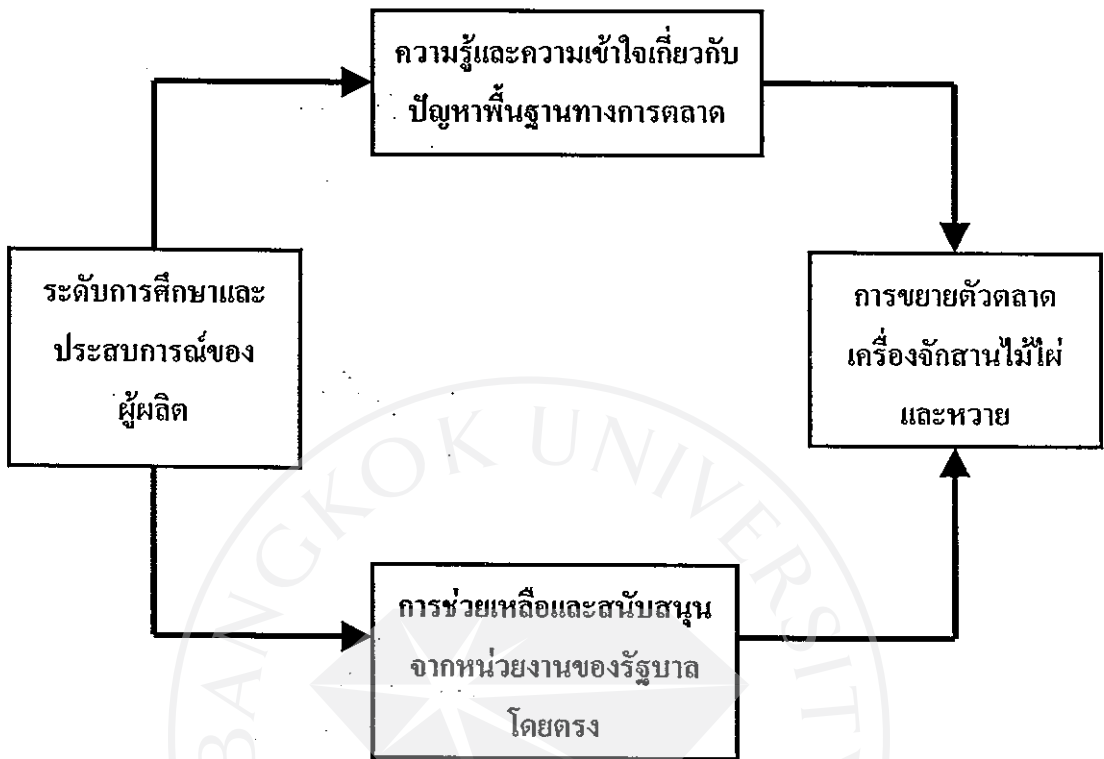 ความรู้และความเข้าใจเกี่ยวกับ
ปัญหาพื้นฐานทางการตลาด
ระดับการศึกษาและ
ประสบการณ์ของ
ผู้ผลิต
การขยายตัวตลาด
เครื่องจักสานไม้ไผ่
และหวาย
การช่วยเหลือและสนับสนุน
จากหน่วยงานของรัฐบาล
โดยตรง
BANGKOK UNIVERSITY